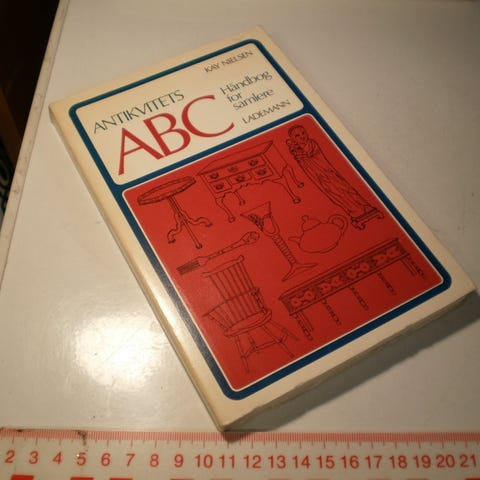 KAY NIELSEN
ANTIKVITETS
ABC
Håndbog
for
samlere
LADEMANN
2 3 4 5 6 7 8 9 10 11 12 13 14 15 16 17 18 19 20 21